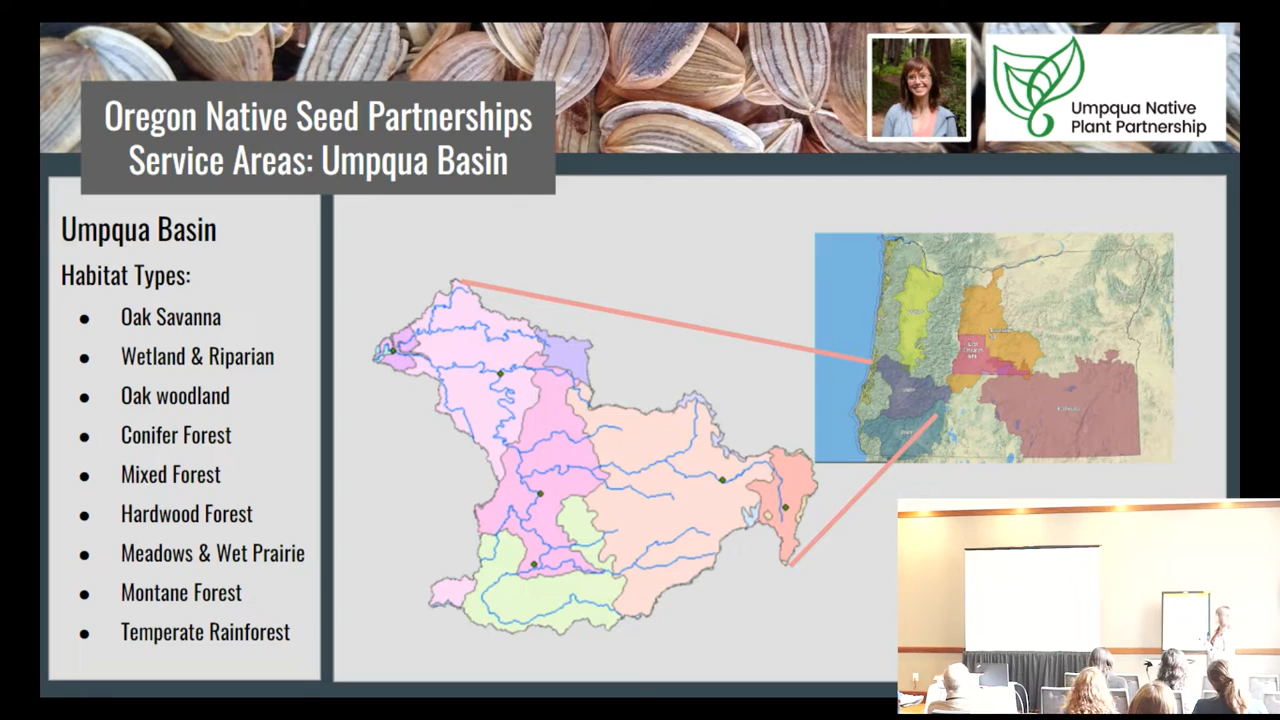 Oregon Native Seed Partnerships
Service Areas: Umpqua Basin
Umpqua Native
Plant Partnership
Umpqua Basin
Habitat Types:
● Oak Savanna
● Wetland & Riparian
● Oak woodland
● Conifer Forest
● Mixed Forest
● Hardwood Forest
● Meadows & Wet Prairie
● Montane Forest
● Temperate Rainforest